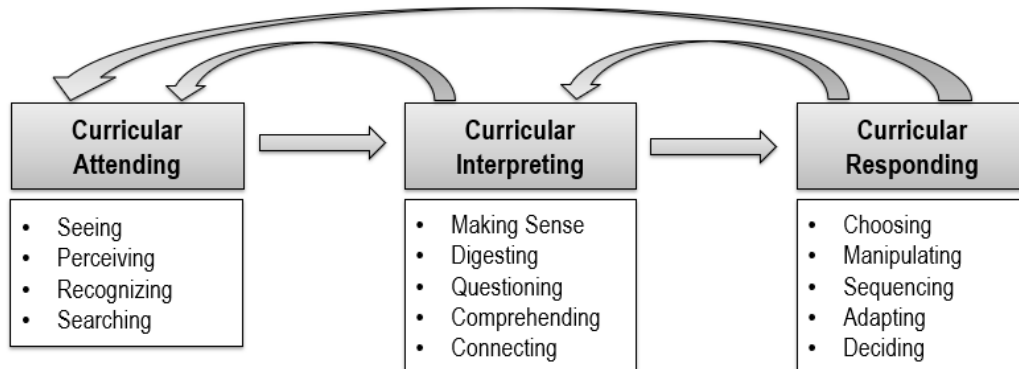 Curricular
Attending
Curricular
Interpreting
Curricular
Responding
• Seeing
• Perceiving
• Recognizing
• Searching
• Making Sense
• Digesting
• Questioning
• Comprehending
• Connecting
• Choosing
• Manipulating
• Sequencing
• Adapting
• Deciding